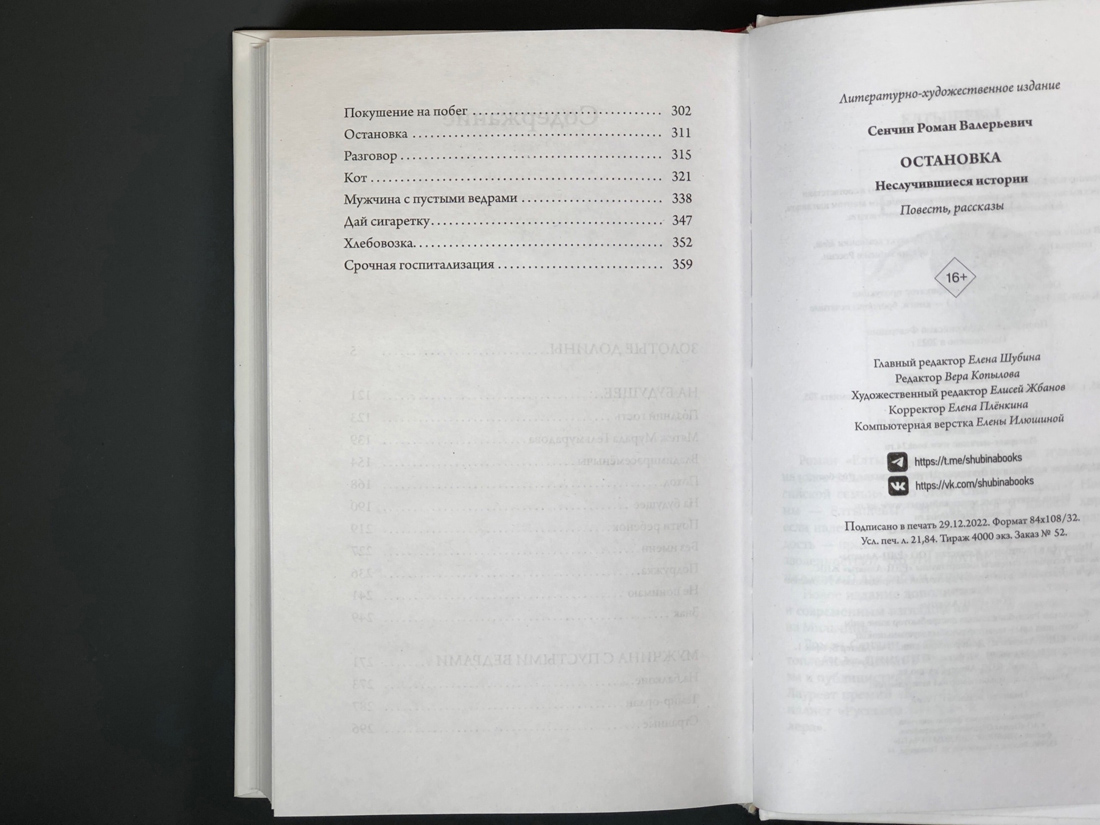 Покушение на побег ........................ 302
Остановка ........................ 311
Разговор ........................ 315
Кот ........................ 321
Мужчина с пустыми ведрами ........................ 338
Дай сигаретку ........................ 347
Хлебовозка ........................ 352
Срочная госпитализация ........................ 359
Литературно-художественное издание
Сенчин Роман Валерьевич
ОСТАНОВКА
Неслучившиеся истории
Повесть, рассказы
16+
Главный редактор Елена Шубина
Редактор Вера Копылова
Художественный редактор Елисей Жбанов
Корректор Елена Плёнкина
Компьютерная верстка Елены Илюшиной
https://t.me/shubinabooks
https://vk.com/shubinabooks
Подписано в печать 29.12.2022. Формат 84x108/32.
Усл. печ. л. 21,84. Тираж 4000 экз. Заказ № 52.